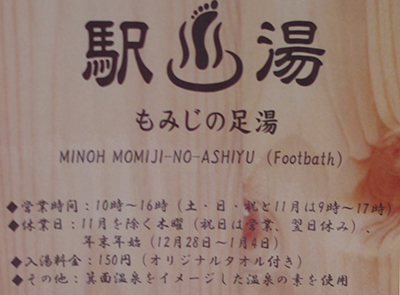 駅 湯
もみじの足湯
MINOH MOMIJI-NO-ASHIYU (Footbath)
◆営業時間：10時～16時（土・日・祝と11月は9時～17時）
◆休業日：11月を除く木曜（祝日は営業、翌日休み）、
年末年始（12月28日～1月4日）
◆入湯料金：150円（オリジナルタオル付き）
◆その他：箕面温泉をイメージした温泉の素を使用